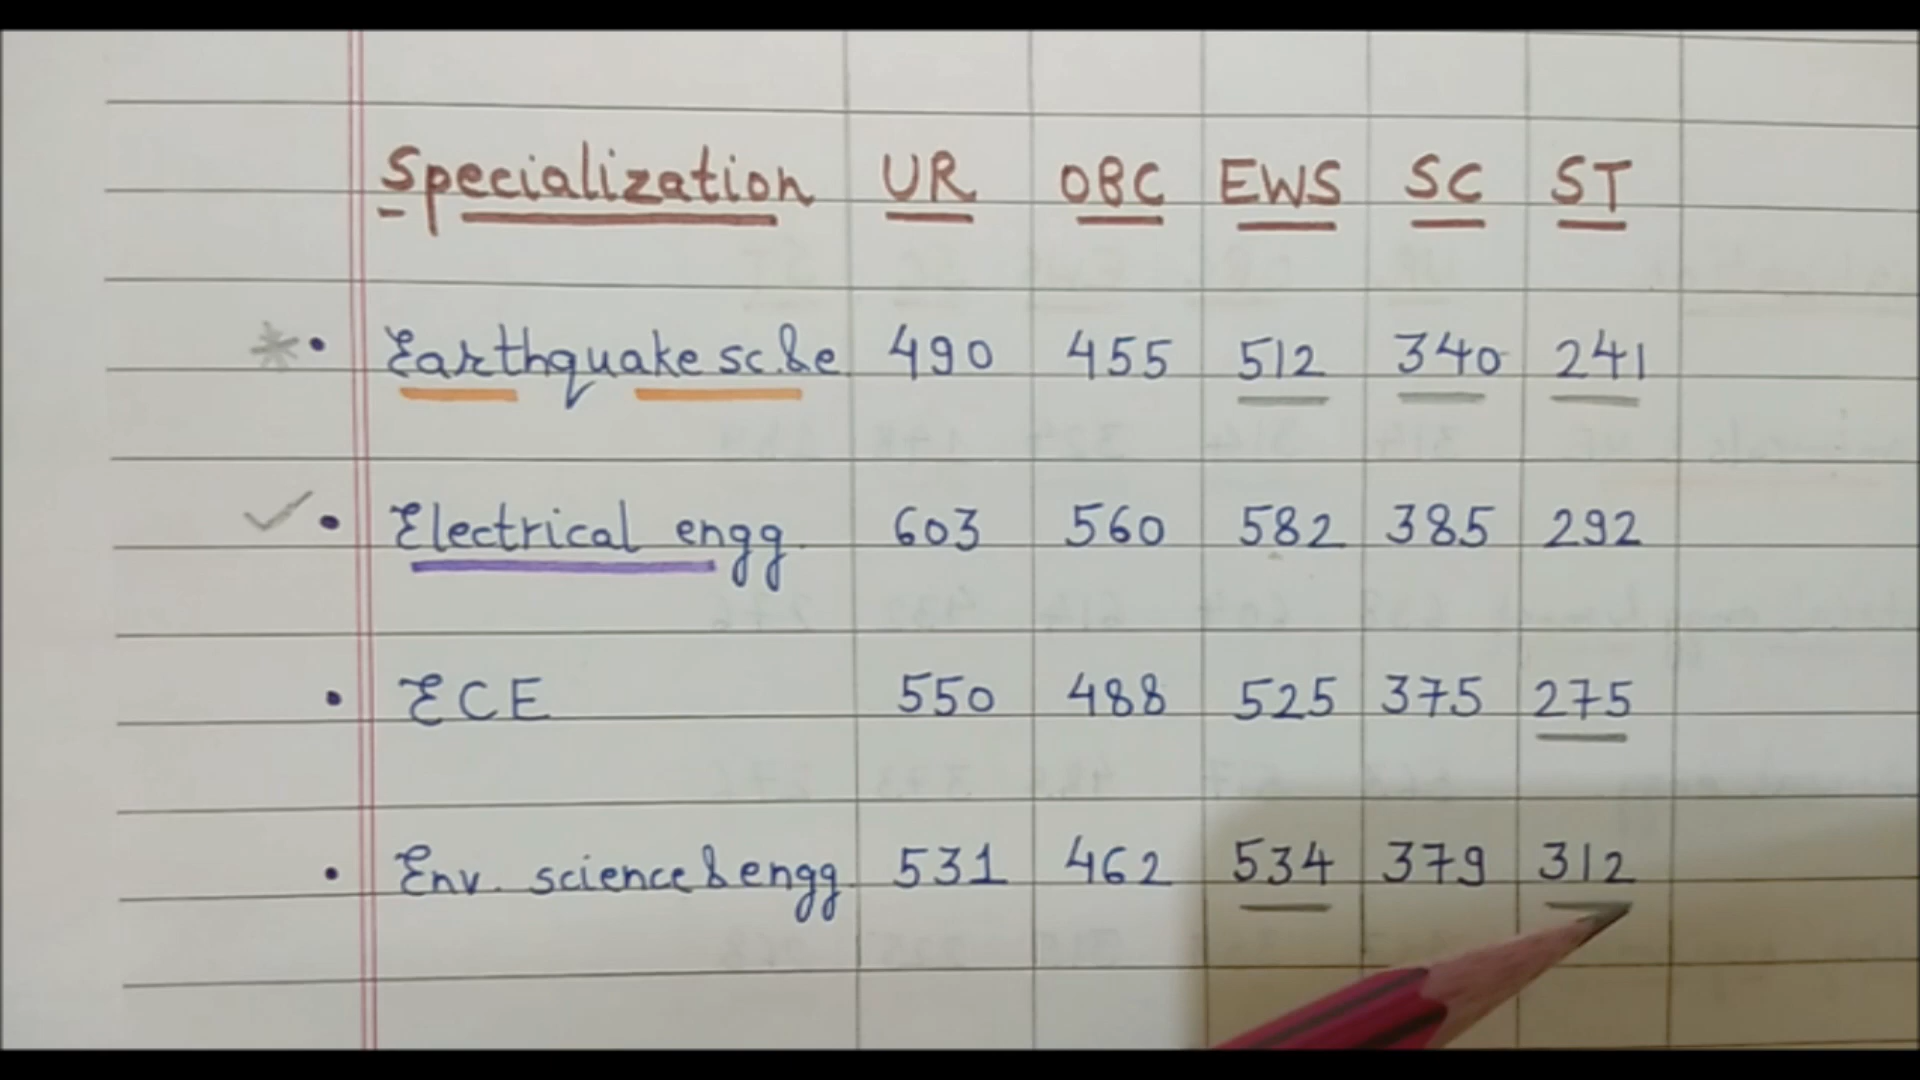 Specialization UR OBC EWS SC ST
* • Earthquake sc.&e 490 455 512 340 241
✓ • Electrical engg. 603 560 582 385 292
• ECE 550 488 525 375 275
• Env. science & engg. 531 462 534 379 312